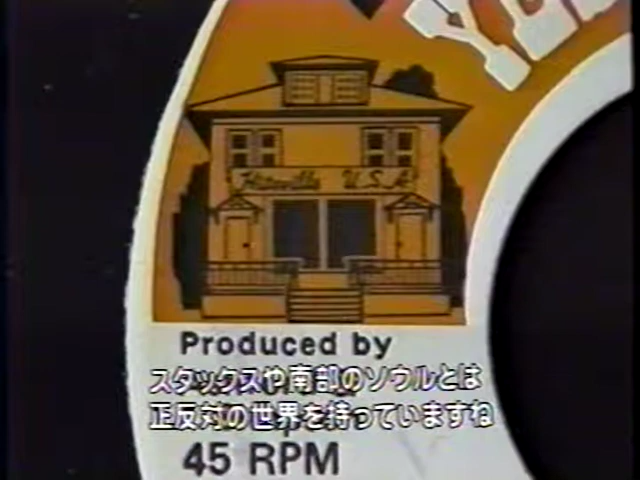 Hitsville U.S.A.
Produced by
スタックスや南部のソウルとは
正反対の世界を持っていますね
45 RPM